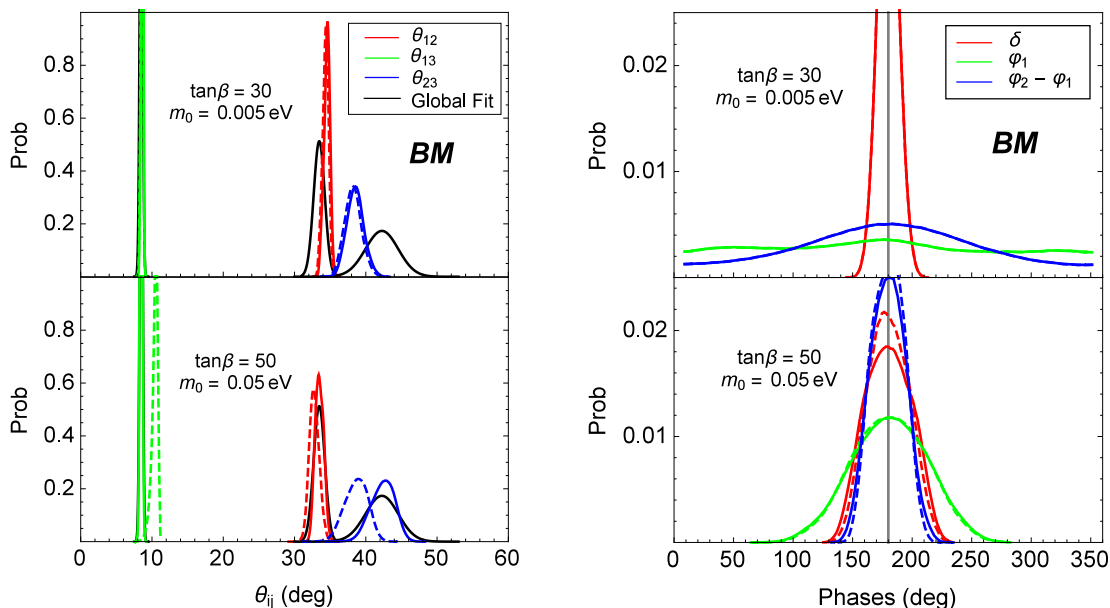 θ12
θ13
θ23
Global Fit
tanβ = 30
m0 = 0.005 eV
BM
Prob
0.8
0.6
0.4
0.2
tanβ = 50
m0 = 0.05 eV
Prob
0.8
0.6
0.4
0.2
0 10 20 30 40 50 60
θij (deg)
δ
φ1
φ2 − φ1
tanβ = 30
m0 = 0.005 eV
BM
Prob
0.02
0.01
tanβ = 50
m0 = 0.05 eV
Prob
0.02
0.01
0 50 100 150 200 250 300 350
Phases (deg)